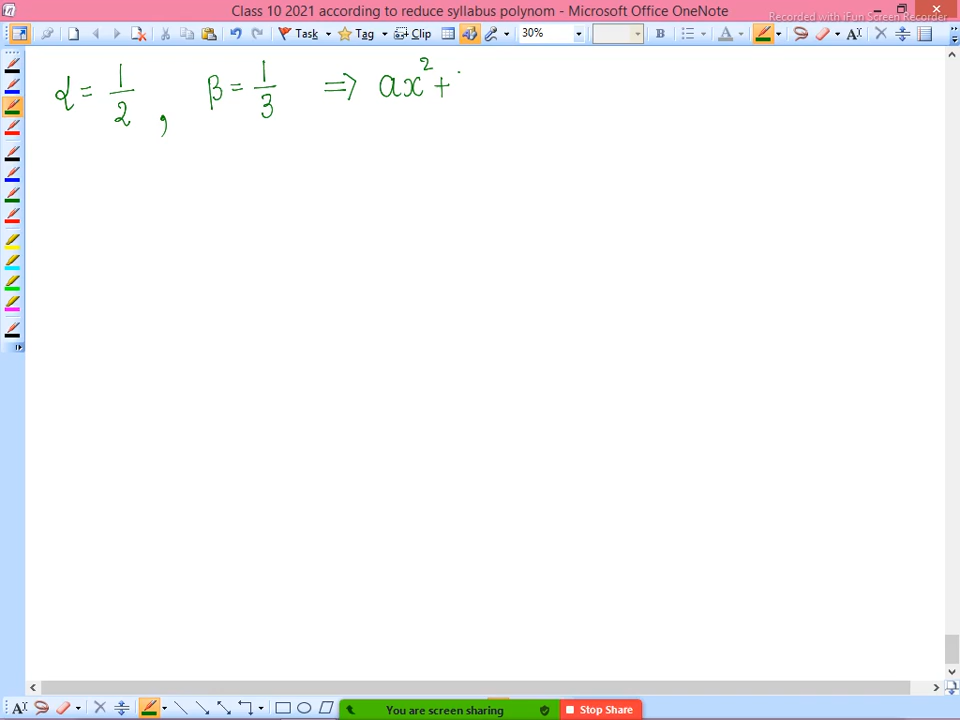 Class 10 2021 according to reduce syllabus polynom - Microsoft Office OneNote
Recorded with iFun Screen Recorder
Task Tag Clip 30% B A
α = 1/2 , β = 1/3 ⇒ ax² +
You are screen sharing Stop Share